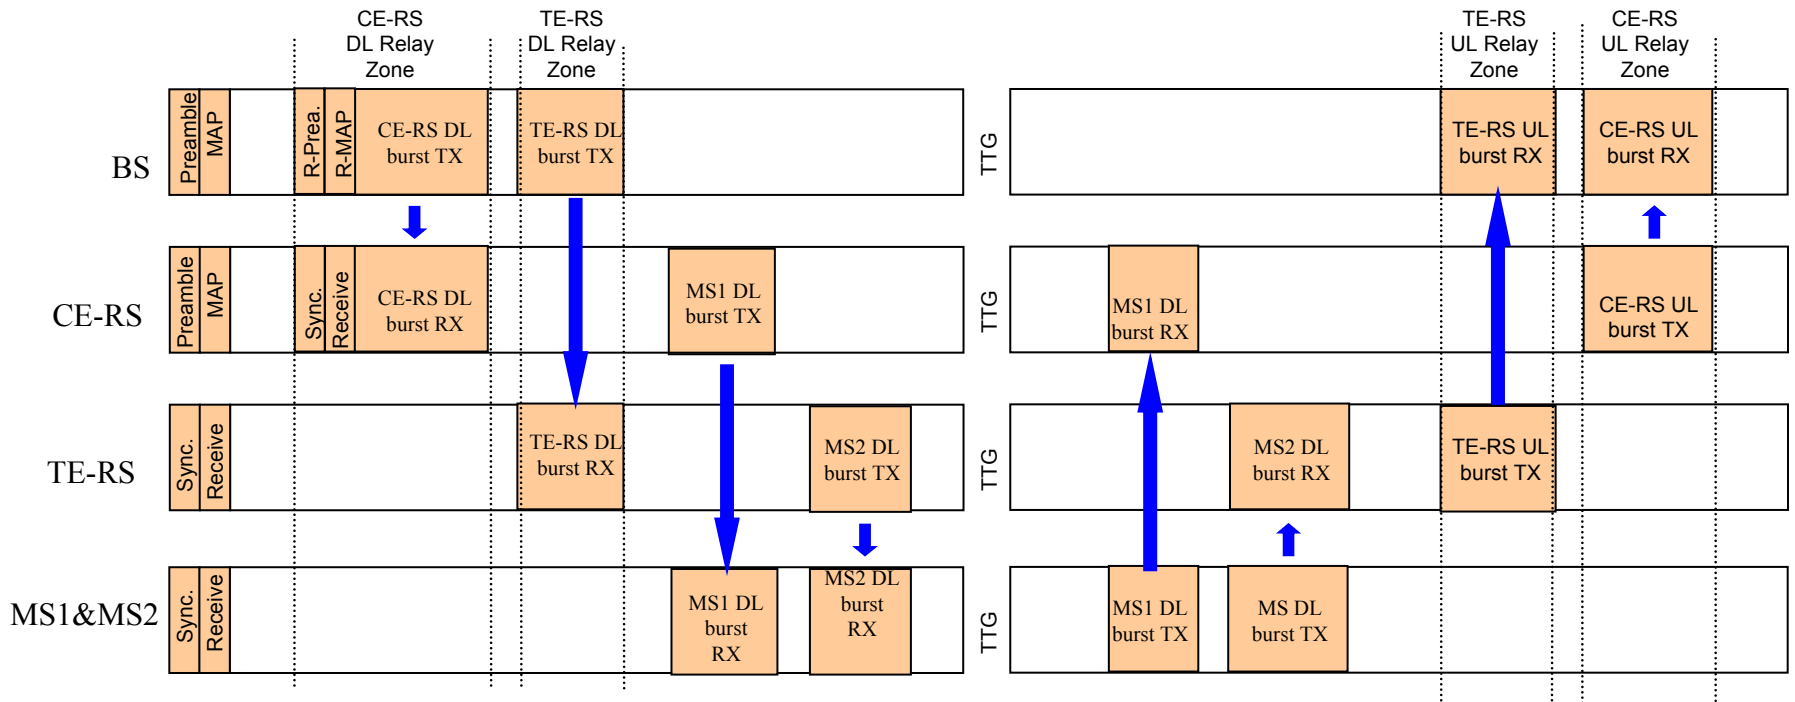 CE-RS
DL Relay
Zone
TE-RS
DL Relay
Zone
TE-RS
UL Relay
Zone
CE-RS
UL Relay
Zone
BS
Preamble
MAP
R-Prea.
R-MAP
CE-RS DL
burst TX
TE-RS DL
burst TX
TTG
TE-RS UL
burst RX
CE-RS UL
burst RX
CE-RS
Preamble
MAP
Sync.
Receive
CE-RS DL
burst RX
MS1 DL
burst TX
TTG
MS1 DL
burst RX
CE-RS UL
burst TX
TE-RS
Sync.
Receive
TE-RS DL
burst RX
MS2 DL
burst TX
TTG
MS2 DL
burst RX
TE-RS UL
burst TX
MS1&MS2
Sync.
Receive
MS1 DL
burst
RX
MS2 DL
burst
RX
TTG
MS1 DL
burst TX
MS DL
burst TX